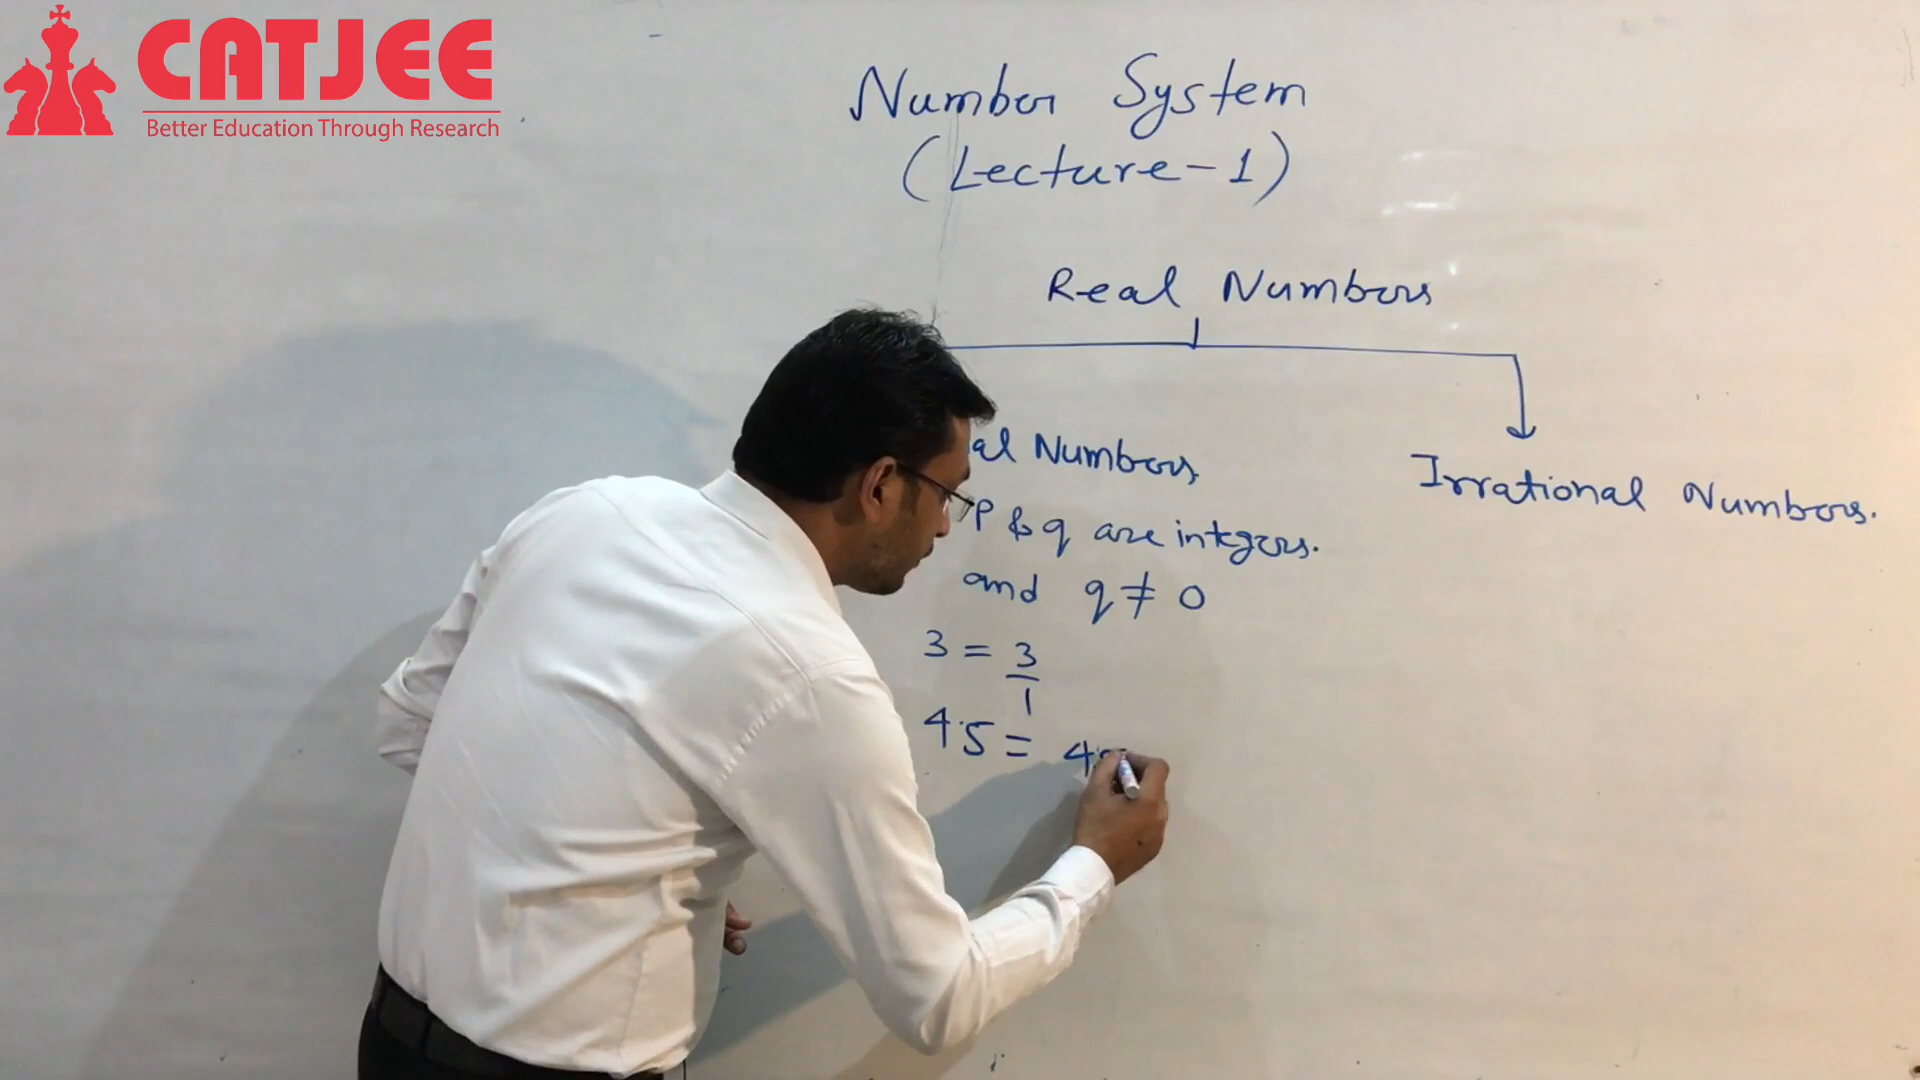 CATJEE
Better Education Through Research
Number System
(Lecture-1)
Real Numbers
al Numbers
Irrational Numbers.
P & q are integers.
and q ≠ 0
3 = 3/1
4.5 =